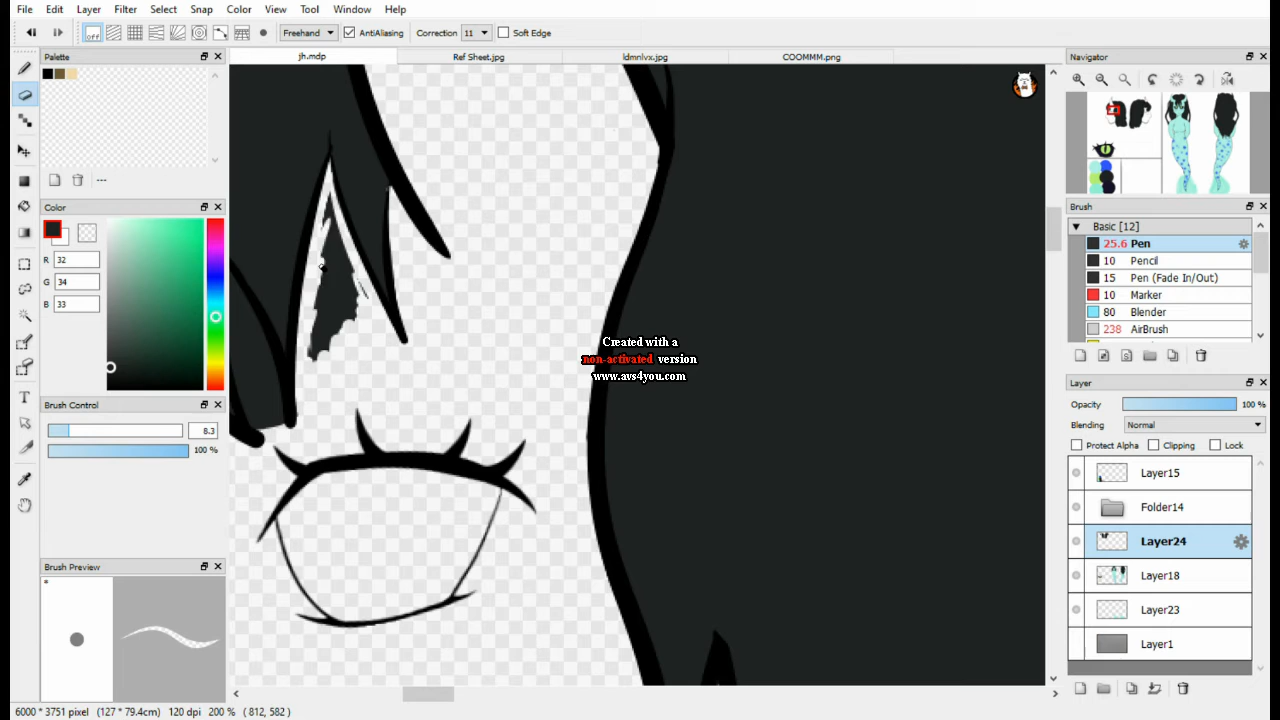 File Edit Layer Filter Select Snap Color View Tool Window Help
off Freehand AntiAliasing Correction 11 Soft Edge
Palette
jh.mdp Ref Sheet.jpg ldmnlvx.jpg COOMMM.png
Navigator
Color
R 32
G 34
B 33
Brush Control
8.3
100 %
Brush Preview
Brush
Basic [12]
25.6 Pen
10 Pencil
15 Pen (Fade In/Out)
10 Marker
80 Blender
238 AirBrush
Layer
Opacity 100 %
Blending Normal
Protect Alpha Clipping Lock
Layer15
Folder14
Layer24
Layer18
Layer23
Layer1
Created with a
non-activated version
www.avs4you.com
6000 * 3751 pixel (127 * 79.4cm) 120 dpi 200 % ( 812, 582 )